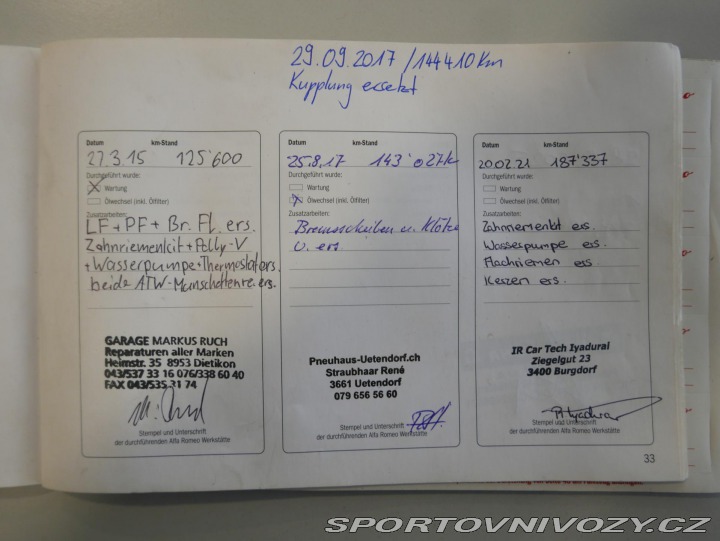 29.09.2017 / 144410 Km
Kupplung ersetzt
Datum km-Stand
27.3.15 125'600
Durchgeführt wurde:
Wartung
Ölwechsel (inkl. Ölfilter)
Zusatzarbeiten:
LF + PF + Br. Fl. ers.
Zahnriemenkit + Polly-V
+ Wasserpumpe + Thermostat ers.
beide ATW-Manschetten ers.
GARAGE MARKUS RUCH
Reparaturen aller Marken
Heimstr. 35 8953 Dietikon
043/537 33 16 076/338 60 40
FAX 043/535 31 74
Stempel und Unterschrift
der durchführenden Alfa Romeo Werkstätte
Datum km-Stand
25.8.17 143'027k
Durchgeführt wurde:
Wartung
Ölwechsel (inkl. Ölfilter)
Zusatzarbeiten:
Bremsscheiben u. Klötze
v. ers.
Pneuhaus-Uetendorf.ch
Straubhaar René
3661 Uetendorf
079 656 56 60
Stempel und Unterschrift
der durchführenden Alfa Romeo Werkstätte
Datum km-Stand
20.02.21 187'337
Durchgeführt wurde:
Wartung
Ölwechsel (inkl. Ölfilter)
Zusatzarbeiten:
Zahnriemenkit ers.
Wasserpumpe ers.
Flachriemen ers
Kerzen ers.
IR Car Tech Iyadural
Ziegelgut 23
3400 Burgdorf
Stempel und Unterschrift
der durchführenden Alfa Romeo Werkstätte
33
SPORTOVNIVOZY.CZ